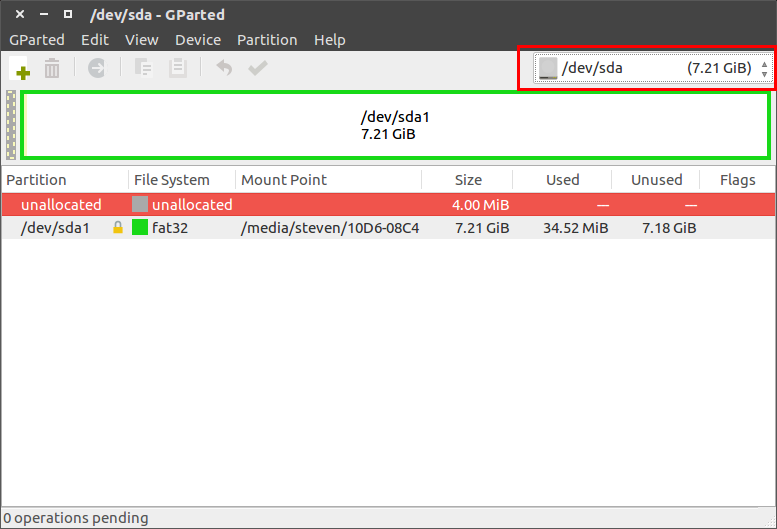 /dev/sda - GParted
GParted Edit View Device Partition Help
/dev/sda (7.21 GiB)
/dev/sda1
7.21 GiB
Partition File System Mount Point Size Used Unused Flags
unallocated unallocated 4.00 MiB — —
/dev/sda1 fat32 /media/steven/10D6-08C4 7.21 GiB 34.52 MiB 7.18 GiB
0 operations pending